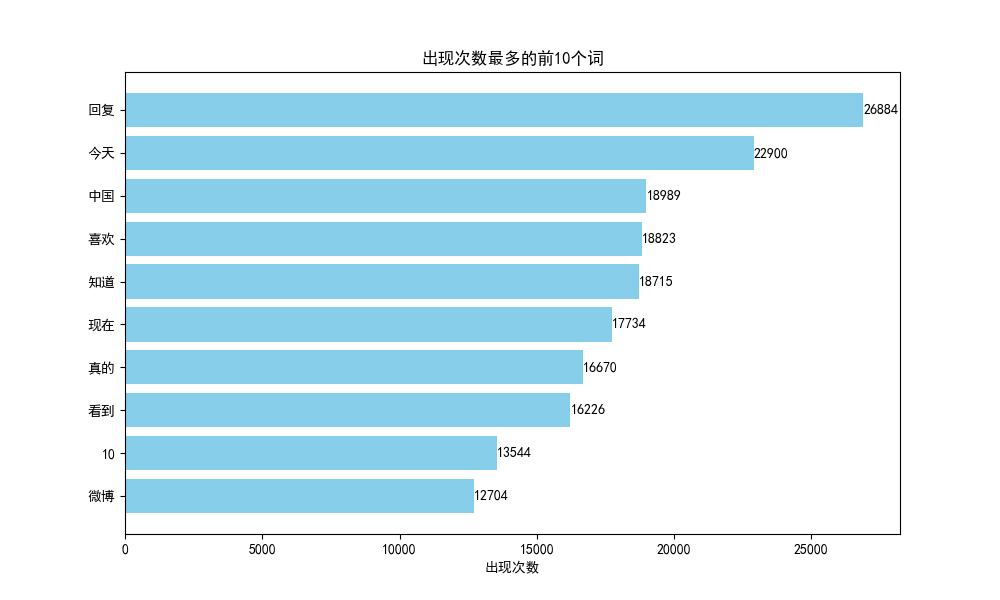 出现次数最多的前10个词
回复 26884
今天 22900
中国 18989
喜欢 18823
知道 18715
现在 17734
真的 16670
看到 16226
10 13544
微博 12704
0 5000 10000 15000 20000 25000
出现次数